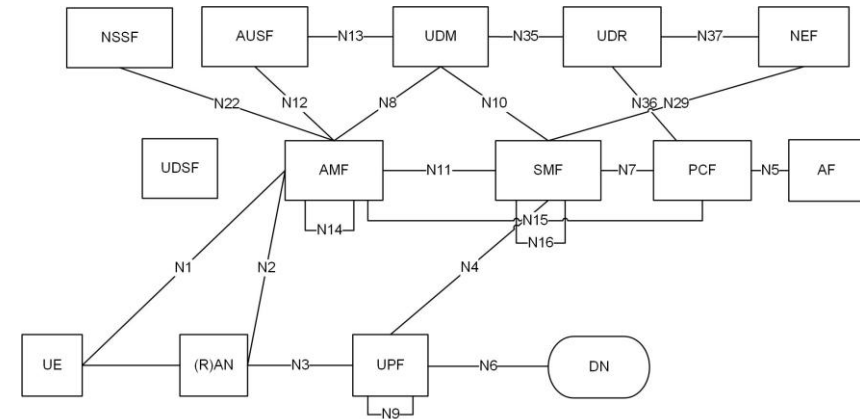 NSSF
AUSF
N13
UDM
N35
UDR
N37
NEF
N22
N12
N8
N10
N36
N29
UDSF
AMF
N11
SMF
N7
PCF
N5
AF
N14
N15
N16
N1
N2
N4
UE
(R)AN
N3
UPF
N6
DN
N9